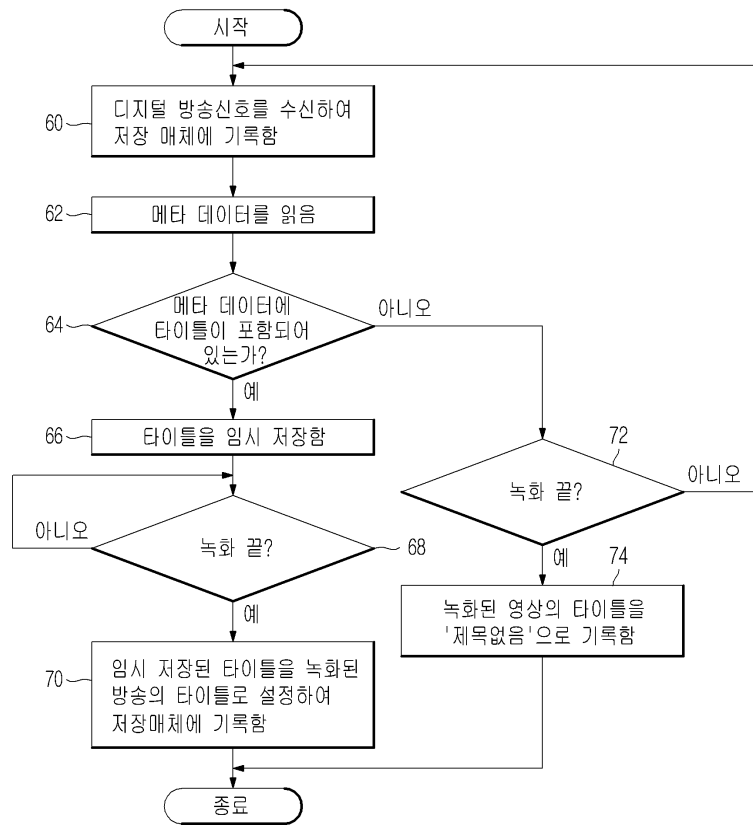 시작
60
디지털 방송신호를 수신하여
저장 매체에 기록함
62
메타 데이터를 읽음
64
메타 데이터에
타이틀이 포함되어
있는가?
아니오
예
66
타이틀을 임시 저장함
72
녹화 끝?
아니오
예
아니오
녹화 끝?
68
예
74
녹화된 영상의 타이틀을
'제목없음'으로 기록함
70
임시 저장된 타이틀을 녹화된
방송의 타이틀로 설정하여
저장매체에 기록함
종료